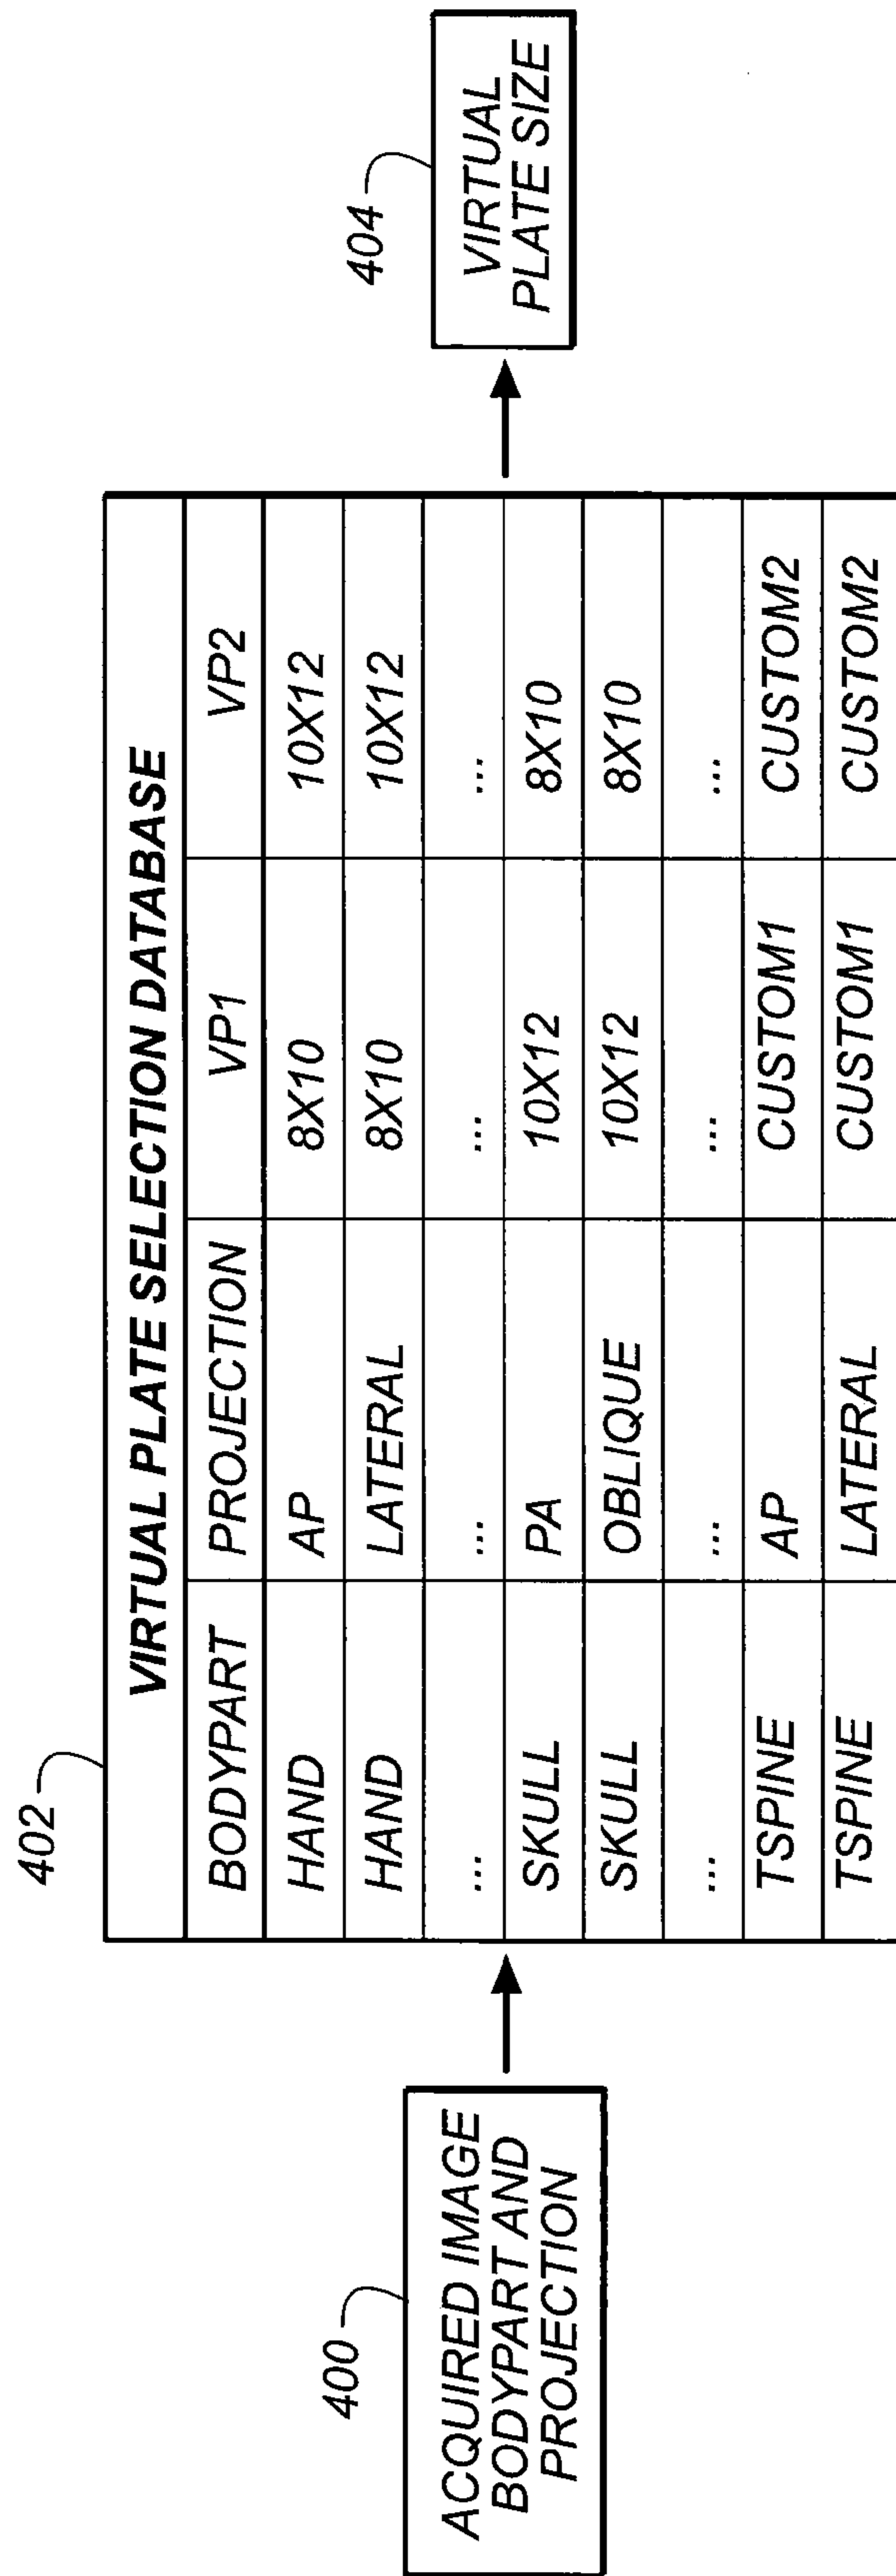 400
ACQUIRED IMAGE
BODYPART AND
PROJECTION
402
VIRTUAL PLATE SELECTION DATABASE
BODYPART PROJECTION VP1 VP2
HAND AP 8X10 10X12
HAND LATERAL 8X10 10X12
... ... ... ...
SKULL PA 10X12 8X10
SKULL OBLIQUE 10X12 8X10
... ... ... ...
TSPINE AP CUSTOM1 CUSTOM2
TSPINE LATERAL CUSTOM1 CUSTOM2
404
VIRTUAL
PLATE SIZE